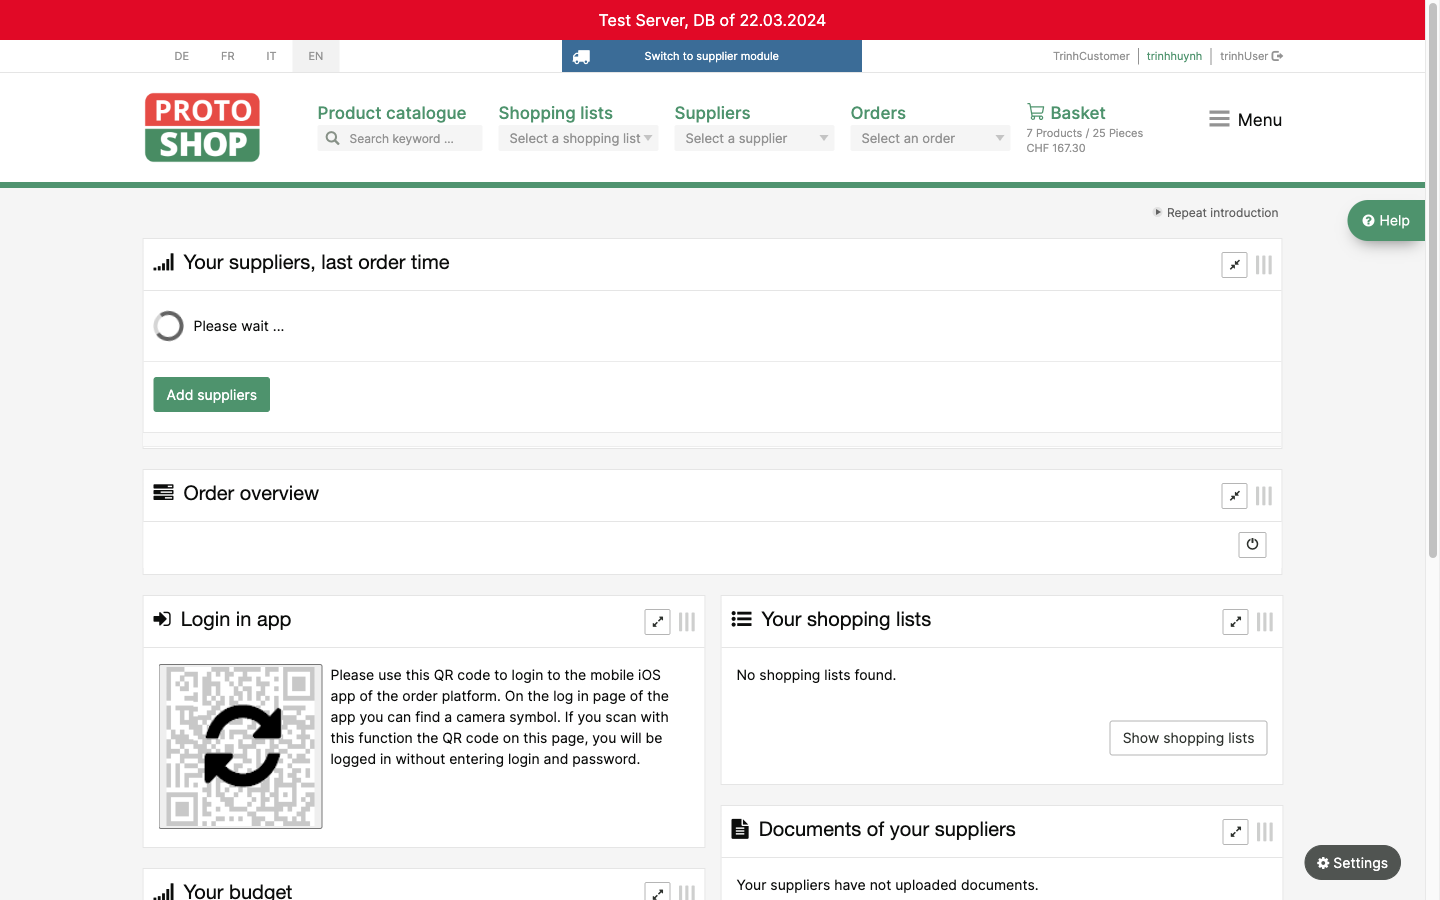 Test Server, DB of 22.03.2024
DE FR IT EN
Switch to supplier module
TrinhCustomer trinhhuynh trinhUser
PROTO
SHOP
Product catalogue
Search keyword ...
Shopping lists
Select a shopping list
Suppliers
Select a supplier
Orders
Select an order
Basket
7 Products / 25 Pieces
CHF 167.30
Menu
Repeat introduction
Help
Your suppliers, last order time
Please wait ...
Add suppliers
Order overview
Login in app
Please use this QR code to login to the mobile iOS
app of the order platform. On the log in page of the
app you can find a camera symbol. If you scan with
this function the QR code on this page, you will be
logged in without entering login and password.
Your shopping lists
No shopping lists found.
Show shopping lists
Documents of your suppliers
Your suppliers have not uploaded documents.
Your budget
Settings